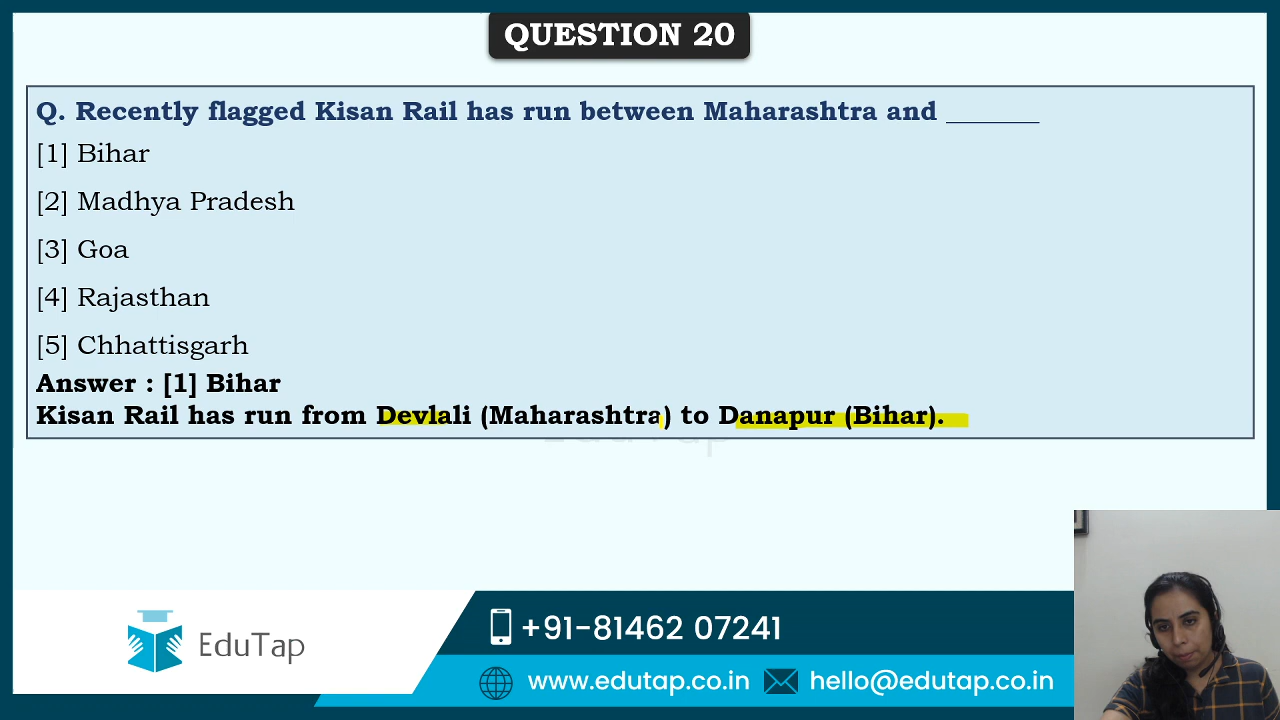 QUESTION 20
Q. Recently flagged Kisan Rail has run between Maharashtra and _______
[1] Bihar
[2] Madhya Pradesh
[3] Goa
[4] Rajasthan
[5] Chhattisgarh
Answer : [1] Bihar
Kisan Rail has run from Devlali (Maharashtra) to Danapur (Bihar).
EduTap
EduTap
+91-81462 07241
www.edutap.co.in
hello@edutap.co.in